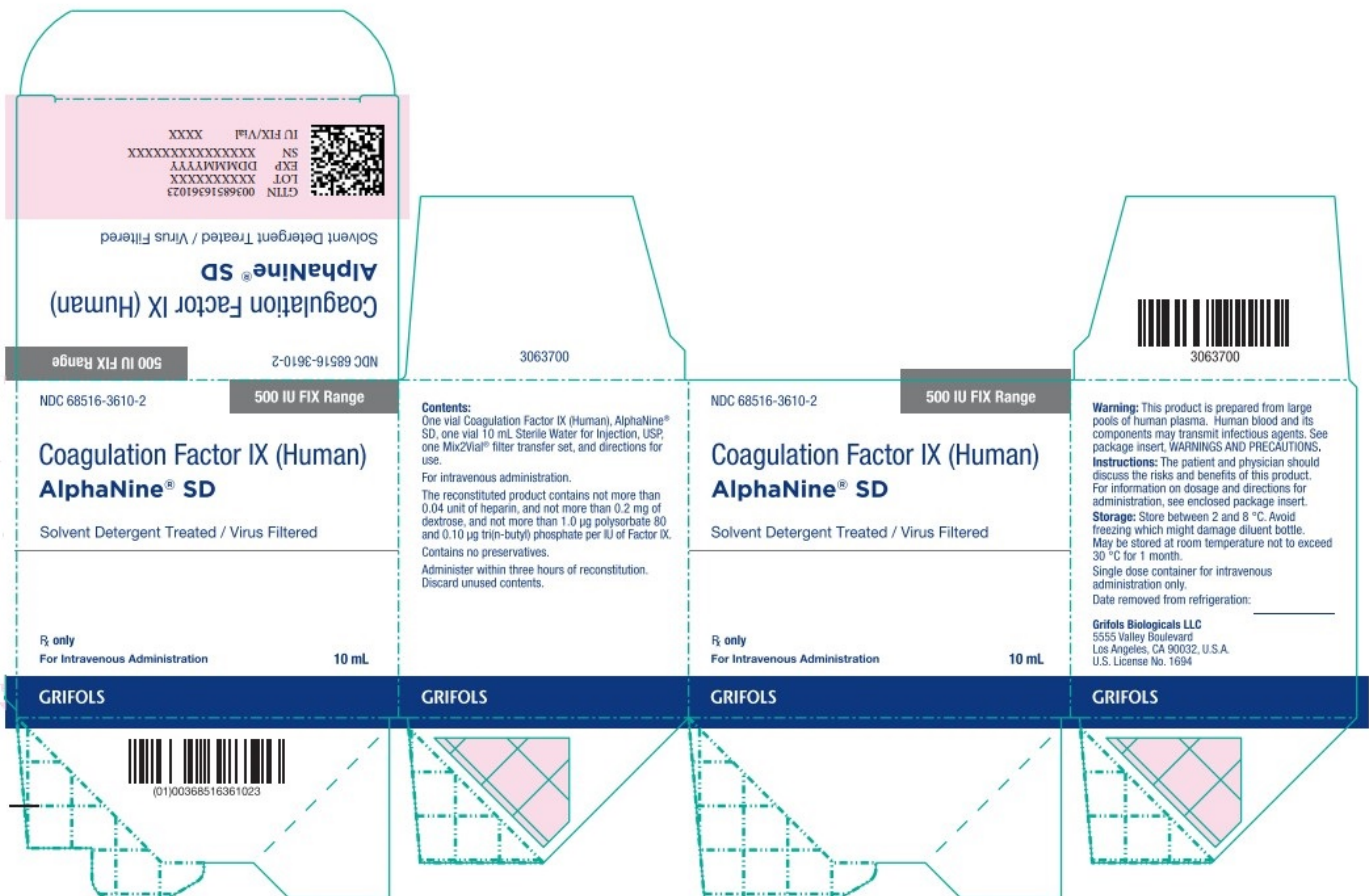 GTIN 00368516361023
LOT XXXXXXXXXX
EXP DDMMMYYYY
SN XXXXXXXXXXXXXXXX
IU FIX/Vial XXXX
Solvent Detergent Treated / Virus Filtered
AlphaNine® SD
Coagulation Factor IX (Human)
NDC 68516-3610-2
500 IU FIX Range
NDC 68516-3610-2
500 IU FIX Range
Coagulation Factor IX (Human)
AlphaNine® SD
Solvent Detergent Treated / Virus Filtered
℞ only
For Intravenous Administration
10 mL
GRIFOLS
(01)00368516361023
3063700
Contents:
One vial Coagulation Factor IX (Human), AlphaNine®
SD, one vial 10 mL Sterile Water for Injection, USP,
one Mix2Vial® filter transfer set, and directions for
use.
For intravenous administration.
The reconstituted product contains not more than
0.04 unit of heparin, and not more than 0.2 mg of
dextrose, and not more than 1.0 µg polysorbate 80
and 0.10 µg tri(n-butyl) phosphate per IU of Factor IX.
Contains no preservatives.
Administer within three hours of reconstitution.
Discard unused contents.
GRIFOLS
NDC 68516-3610-2
500 IU FIX Range
Coagulation Factor IX (Human)
AlphaNine® SD
Solvent Detergent Treated / Virus Filtered
℞ only
For Intravenous Administration
10 mL
GRIFOLS
3063700
Warning: This product is prepared from large
pools of human plasma. Human blood and its
components may transmit infectious agents. See
package insert, WARNINGS AND PRECAUTIONS.
Instructions: The patient and physician should
discuss the risks and benefits of this product.
For information on dosage and directions for
administration, see enclosed package insert.
Storage: Store between 2 and 8 °C. Avoid
freezing which might damage diluent bottle.
May be stored at room temperature not to exceed
30 °C for 1 month.
Single dose container for intravenous
administration only.
Date removed from refrigeration:
Grifols Biologicals LLC
5555 Valley Boulevard
Los Angeles, CA 90032, U.S.A.
U.S. License No. 1694
GRIFOLS